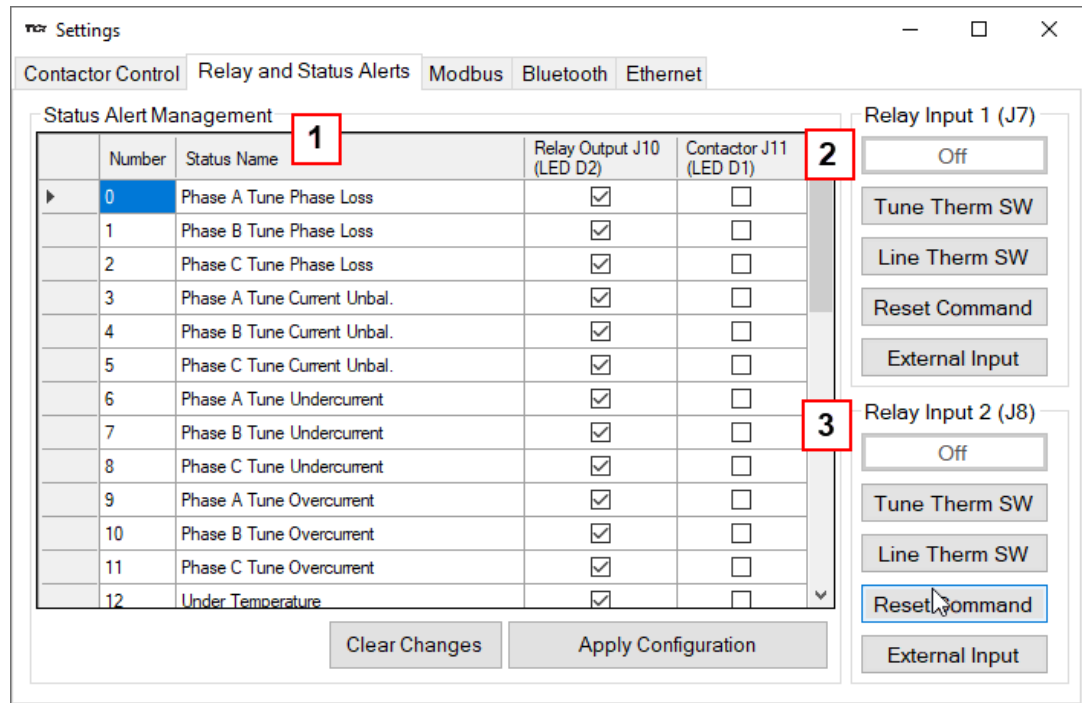 TCI Settings
Contactor Control Relay and Status Alerts Modbus Bluetooth Ethernet
Status Alert Management
1
Number Status Name Relay Output J10 (LED D2) Contactor J11 (LED D1)
0 Phase A Tune Phase Loss
1 Phase B Tune Phase Loss
2 Phase C Tune Phase Loss
3 Phase A Tune Current Unbal.
4 Phase B Tune Current Unbal.
5 Phase C Tune Current Unbal.
6 Phase A Tune Undercurrent
7 Phase B Tune Undercurrent
8 Phase C Tune Undercurrent
9 Phase A Tune Overcurrent
10 Phase B Tune Overcurrent
11 Phase C Tune Overcurrent
12 Under Temperature
Clear Changes Apply Configuration
Relay Input 1 (J7)
2
Off
Tune Therm SW
Line Therm SW
Reset Command
External Input
Relay Input 2 (J8)
3
Off
Tune Therm SW
Line Therm SW
Reset Command
External Input